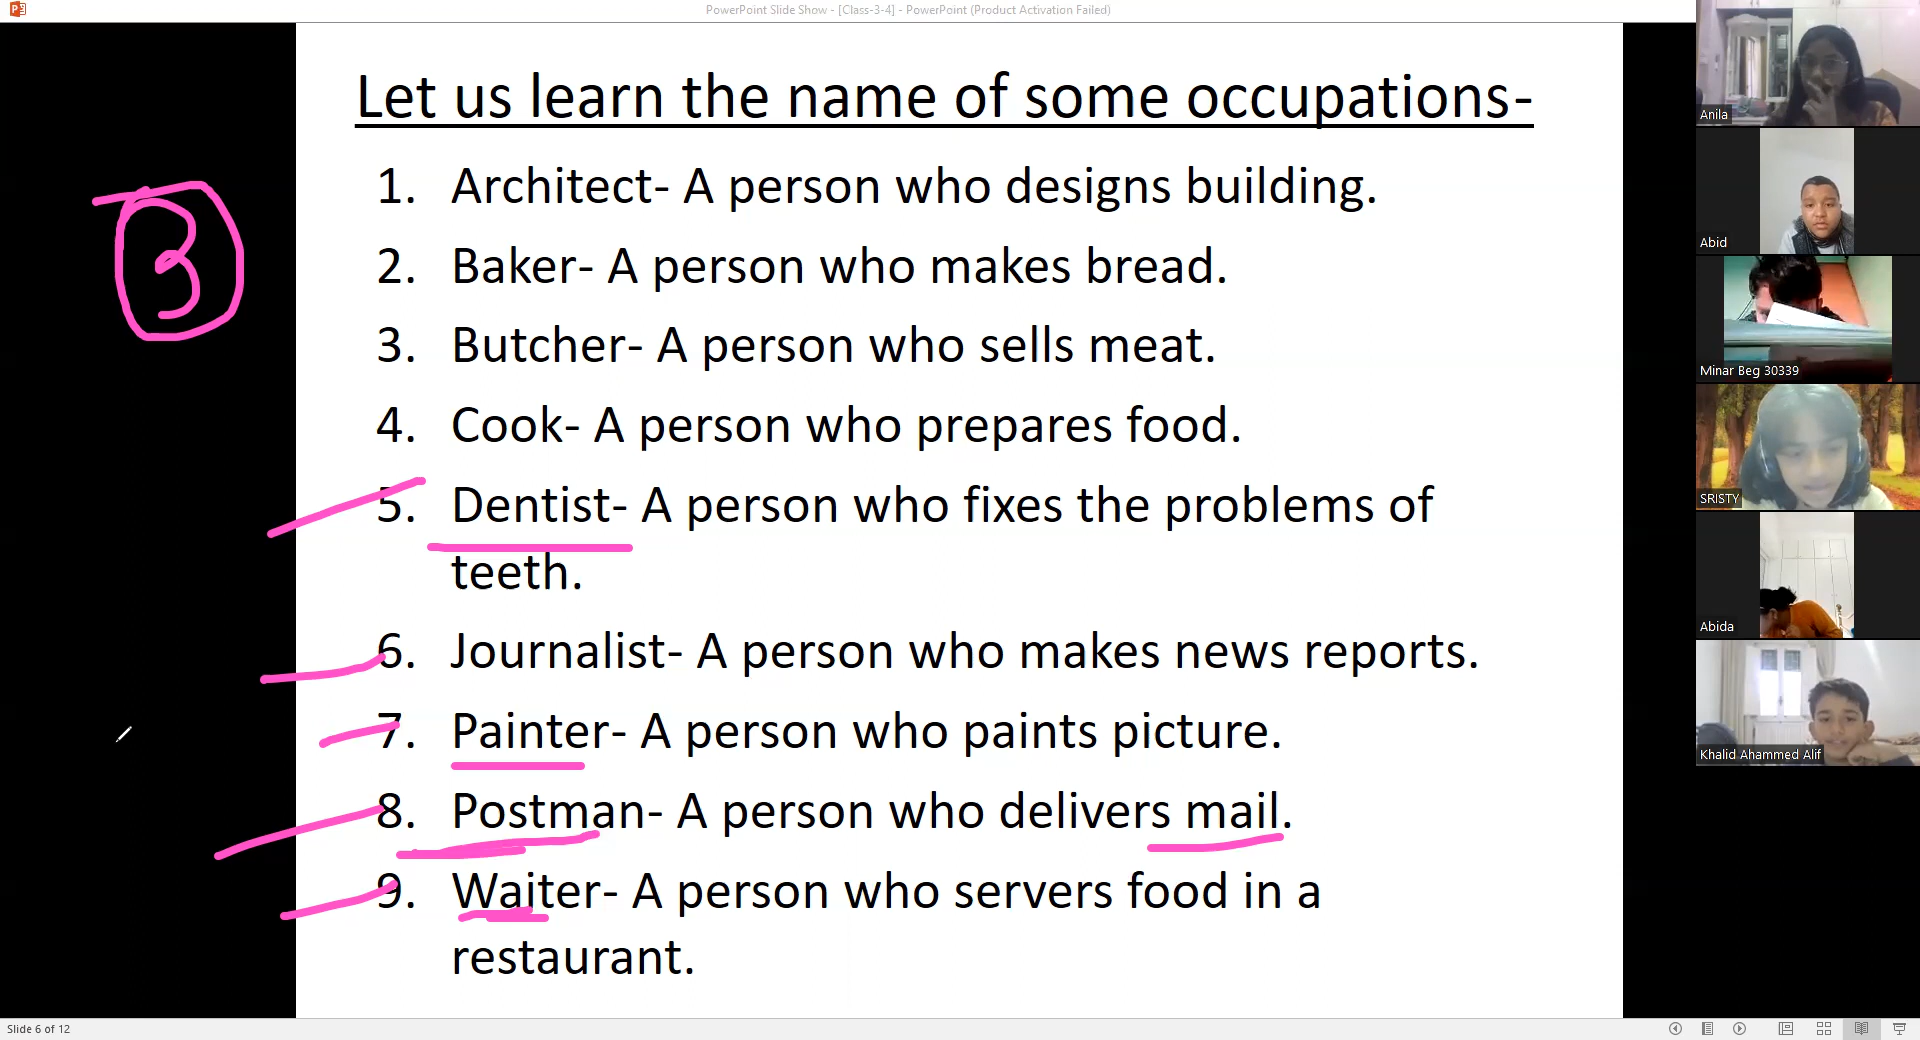 PowerPoint Slide Show - [Class-3-4] - PowerPoint (Product Activation Failed)
Let us learn the name of some occupations-
1. Architect- A person who designs building.
2. Baker- A person who makes bread.
3. Butcher- A person who sells meat.
4. Cook- A person who prepares food.
5. Dentist- A person who fixes the problems of
teeth.
6. Journalist- A person who makes news reports.
7. Painter- A person who paints picture.
8. Postman- A person who delivers mail.
9. Waiter- A person who servers food in a
restaurant.
3
Anila
Abid
Minar Beg 30339
SRISTY
Abida
Khalid Ahammed Alif
Slide 6 of 12